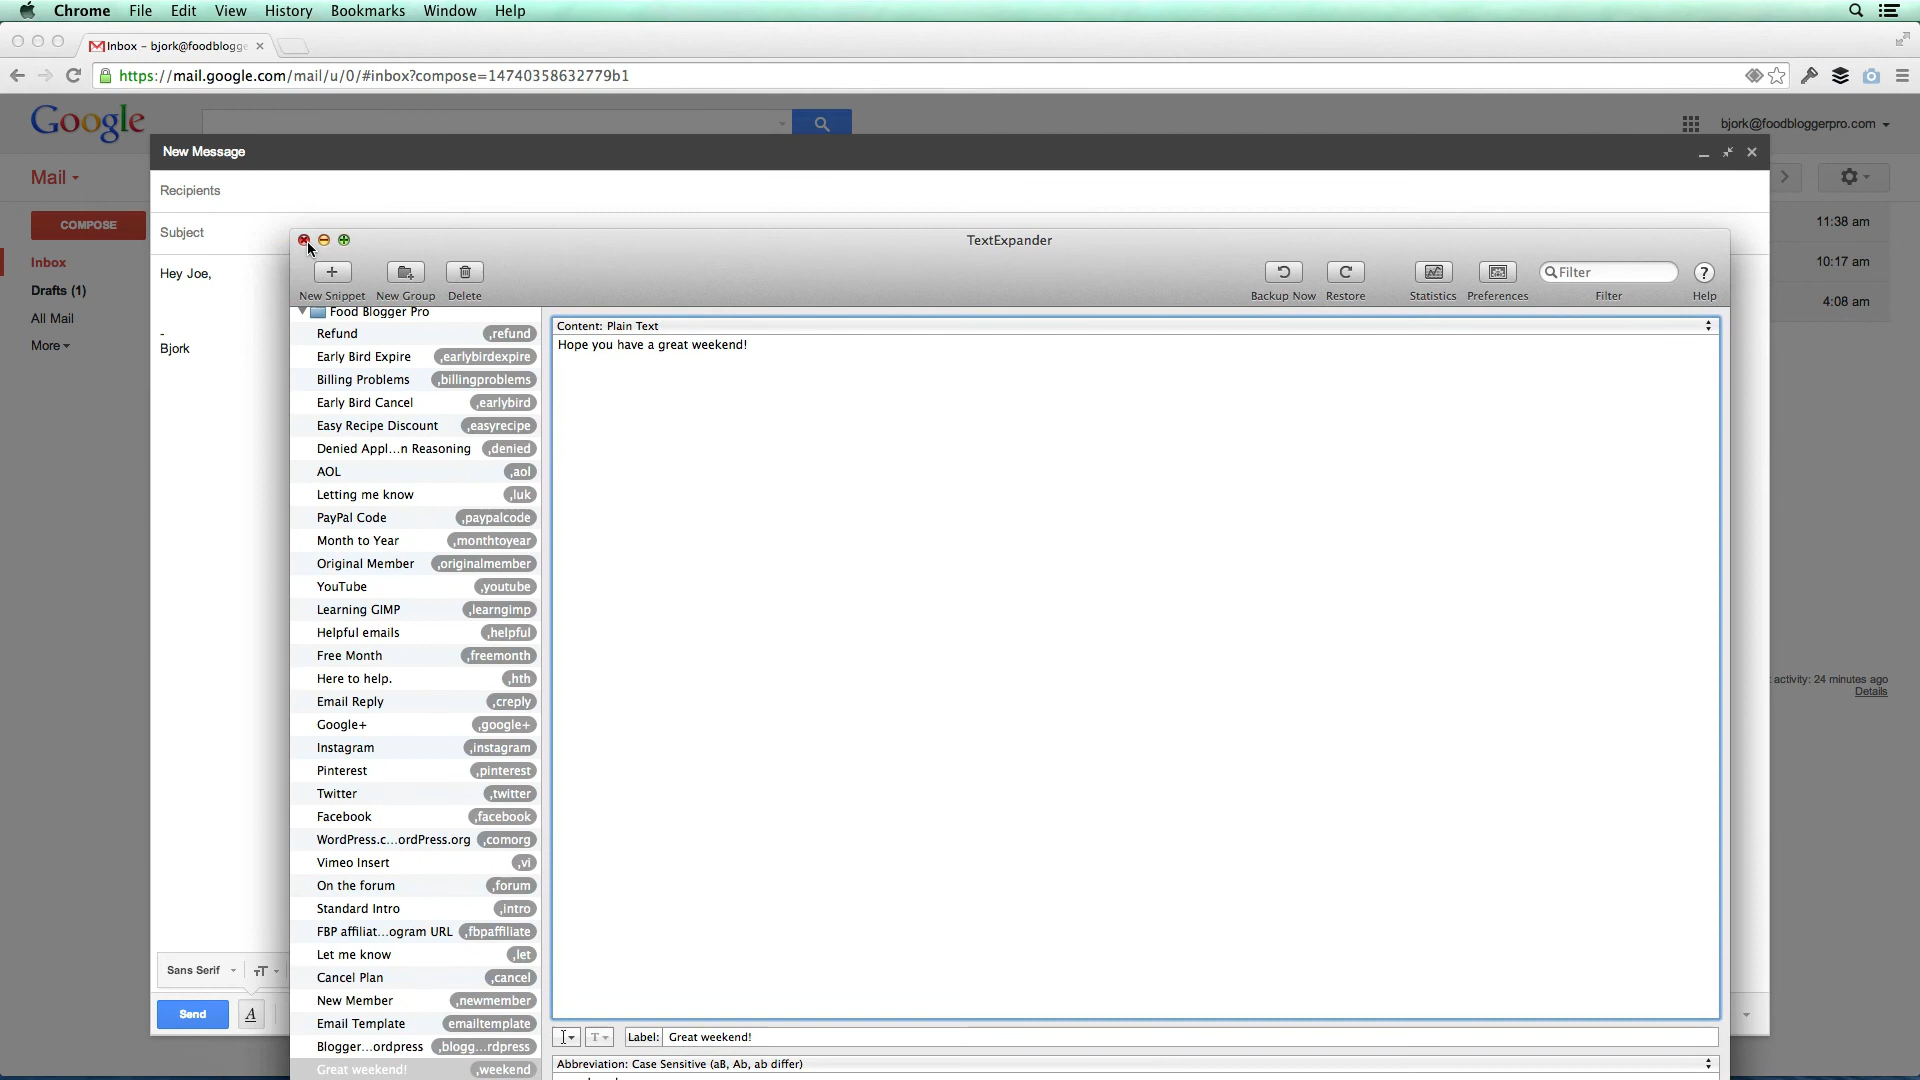 Chrome File Edit View History Bookmarks Window Help
Inbox – bjork@foodblogge
https://mail.google.com/mail/u/0/#inbox?compose=14740358632779b1
Google
bjork@foodbloggerpro.com
New Message
Mail
Recipients
COMPOSE
Subject
11:38 am
Inbox
10:17 am
Drafts (1)
4:08 am
All Mail
More
Hey Joe,
-
Bjork
TextExpander
New Snippet New Group Delete
Backup Now Restore Statistics Preferences Filter Help
Filter
Food Blogger Pro
Refund ,refund
Early Bird Expire ,earlybirdexpire
Billing Problems ,billingproblems
Early Bird Cancel ,earlybird
Easy Recipe Discount ,easyrecipe
Denied Appl...n Reasoning ,denied
AOL ,aol
Letting me know ,luk
PayPal Code ,paypalcode
Month to Year ,monthtoyear
Original Member ,originalmember
YouTube ,youtube
Learning GIMP ,learngimp
Helpful emails ,helpful
Free Month ,freemonth
Here to help. ,hth
Email Reply ,creply
Google+ ,google+
Instagram ,instagram
Pinterest ,pinterest
Twitter ,twitter
Facebook ,facebook
WordPress.c...ordPress.org ,comorg
Vimeo Insert ,vi
On the forum ,forum
Standard Intro ,intro
FBP affiliat...ogram URL ,fbpaffiliate
Let me know ,let
Cancel Plan ,cancel
New Member ,newmember
Email Template emailtemplate
Blogger...ordpress ,blogg...rdpress
Great weekend! ,weekend
Content: Plain Text
Hope you have a great weekend!
Label: Great weekend!
Abbreviation: Case Sensitive (aB, Ab, ab differ)
activity: 24 minutes ago
Details
Sans Serif
Send A